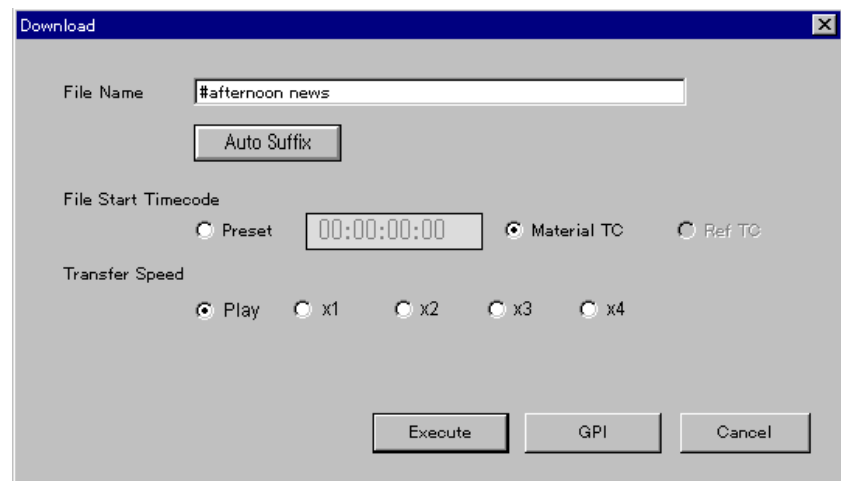 Download
File Name #afternoon news
Auto Suffix
File Start Timecode
Preset 00:00:00:00 Material TC Ref TC
Transfer Speed
Play x1 x2 x3 x4
Execute GPI Cancel